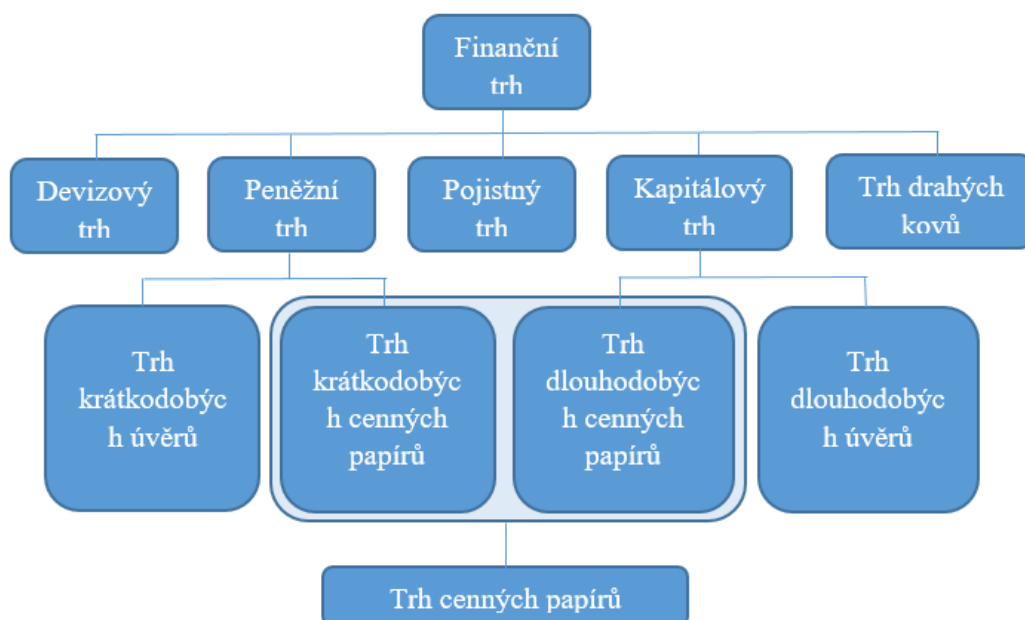 Finanční
trh
Devizový
trh
Peněžní
trh
Pojistný
trh
Kapitálový
trh
Trh drahých
kovů
Trh
krátkodobýc
h úvěrů
Trh
krátkodobýc
h cenných
papírů
Trh
dlouhodobýc
h cenných
papírů
Trh
dlouhodobýc
h úvěrů
Trh cenných papírů